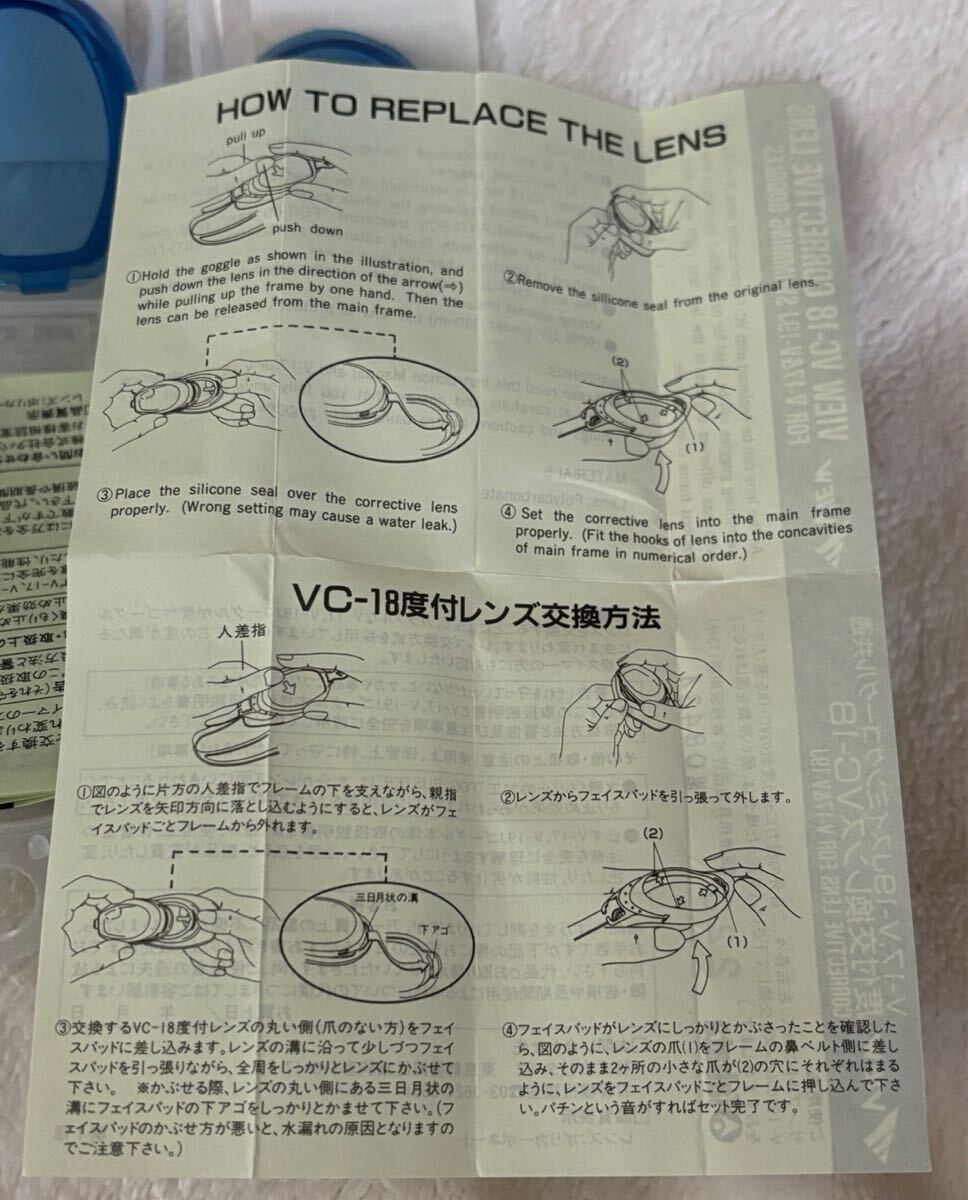 HOW TO REPLACE THE LENS
pull up
push down
①Hold the goggle as shown in the illustration, and
push down the lens in the direction of the arrow(⇨)
while pulling up the frame by one hand. Then the
lens can be released from the main frame.
②Remove the sillicone seal from the original lens.
③Place the silicone seal over the corrective lens
properly. (Wrong setting may cause a water leak.)
(2)
(1)
④ Set the corrective lens into the main frame
properly. (Fit the hooks of lens into the concavities
of main frame in numerical order.)
VC-18度付レンズ交換方法
人差指
①図のように片方の人差指でフレームの下を支えながら、親指
でレンズを矢印方向に落とし込むようにすると、レンズがフェ
イスパッドごとフレームから外れます。
②レンズからフェイスパッドを引っ張って外します。
三日月状の溝
下アゴ
(2)
(1)
③交換するVC-18度付レンズの丸い側(爪のない方)をフェイ
スパッドに差し込みます。レンズの溝に沿って少しづつフェイ
スパッドを引っ張りながら、全周をしっかりとレンズにかぶせて
下さい。 ※かぶせる際、レンズの丸い側にある三日月状の
溝にフェイスパッドの下アゴをしっかりとかませて下さい。(フ
ェイスパッドのかぶせ方が悪いと、水漏れの原因となりますの
でご注意下さい。)
④フェイスパッドがレンズにしっかりとかぶさったことを確認した
ら、図のように、レンズの爪(1)をフレームの鼻ベルト側に差し
込み、そのまま2ヶ所の小さな爪が(2)の穴にそれぞれはまる
ように、レンズをフェイスパッドごとフレームに押し込んで下さ
い。パチンという音がすればセット完了です。